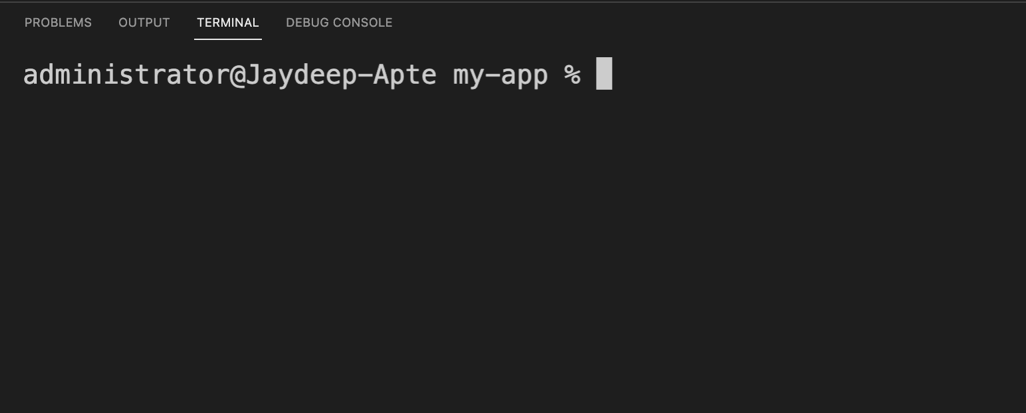 PROBLEMS OUTPUT TERMINAL DEBUG CONSOLE
administrator@Jaydeep-Apte my-app %